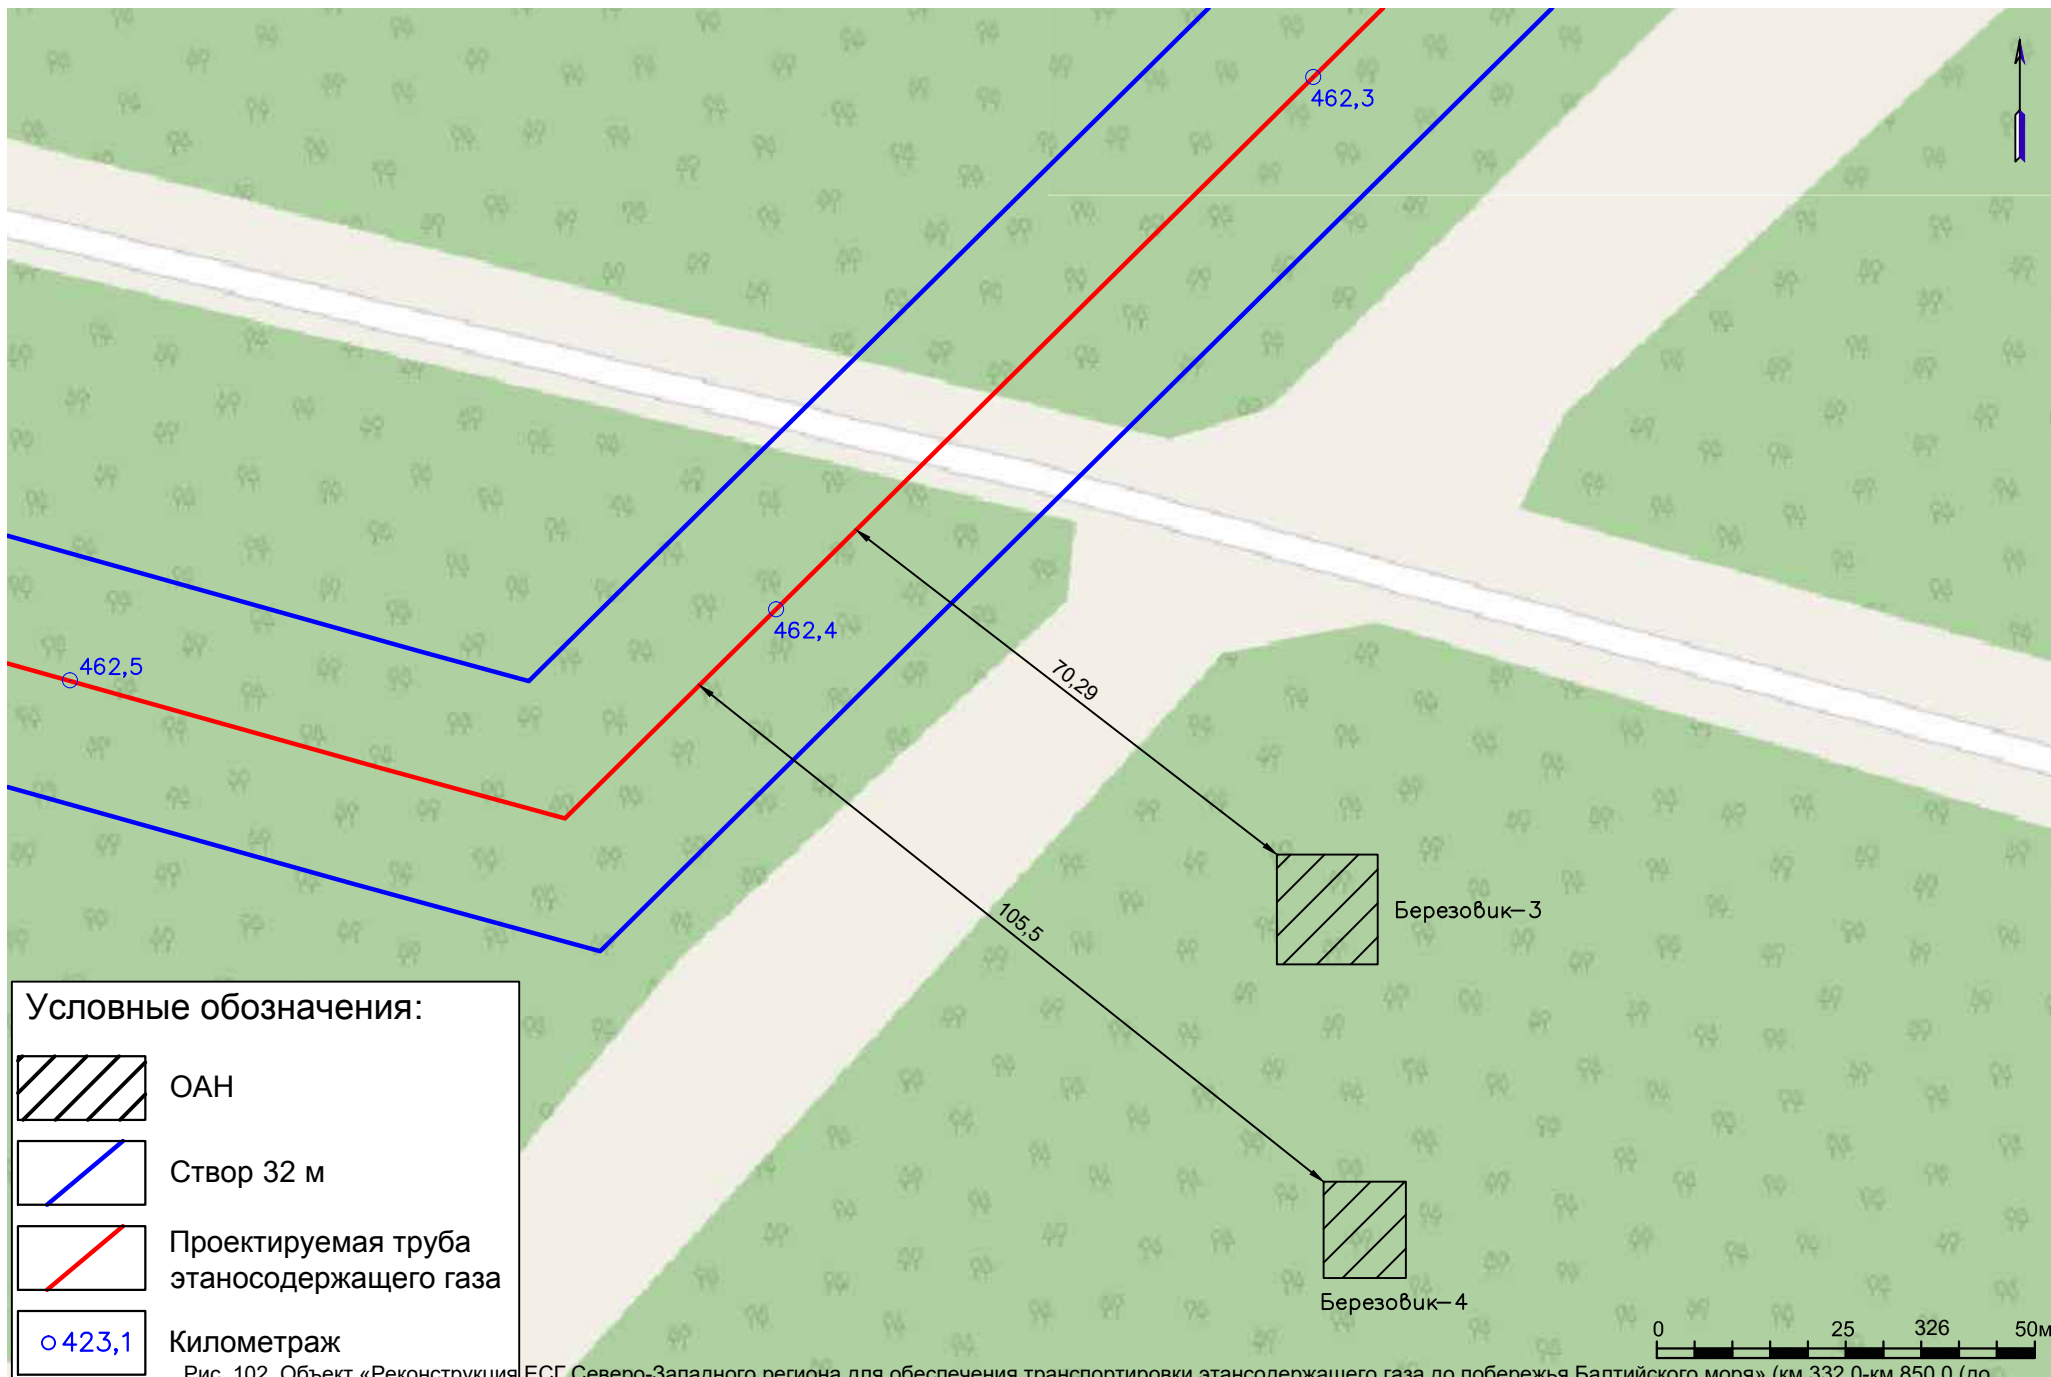 462,3
462,4
462,5
70,29
105,5
Березовик-3
Березовик-4
Условные обозначения:
ОАН
Створ 32 м
Проектируемая труба
этаносодержащего газа
423,1
Километраж
0 25 326 50м
Рис. 102. Объект «Реконструкция ЕСГ Северо-Западного региона для обеспечения транспортировки этансодержащего газа до побережья Балтийского моря» (км 332,0-км 850,0 (до